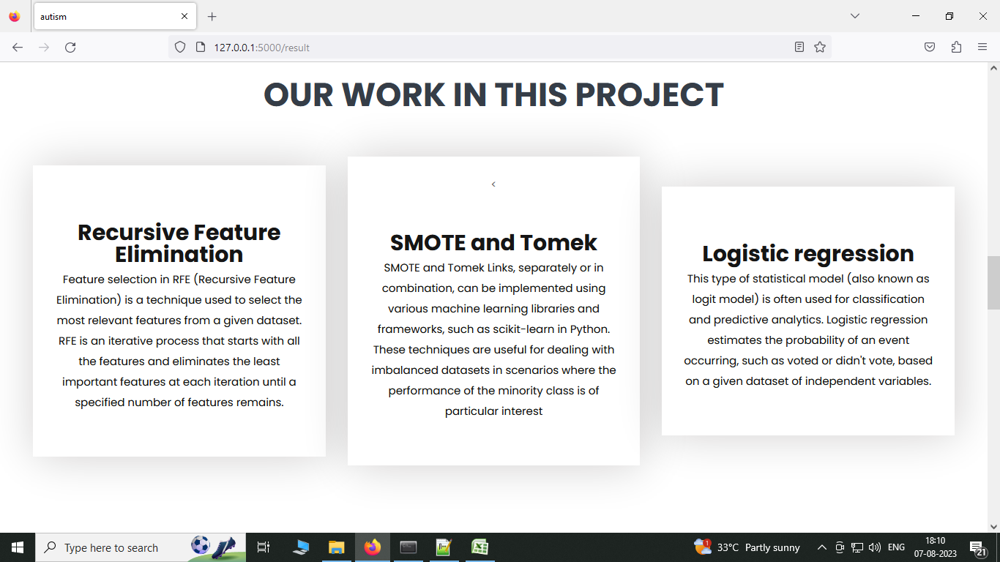 autism
127.0.0.1:5000/result
OUR WORK IN THIS PROJECT
Recursive Feature
Elimination
Feature selection in RFE (Recursive Feature
Elimination) is a technique used to select the
most relevant features from a given dataset.
RFE is an iterative process that starts with all
the features and eliminates the least
important features at each iteration until a
specified number of features remains.
<
SMOTE and Tomek
SMOTE and Tomek Links, separately or in
combination, can be implemented using
various machine learning libraries and
frameworks, such as scikit-learn in Python.
These techniques are useful for dealing with
imbalanced datasets in scenarios where the
performance of the minority class is of
particular interest
Logistic regression
This type of statistical model (also known as
logit model) is often used for classification
and predictive analytics. Logistic regression
estimates the probability of an event
occurring, such as voted or didn't vote, based
on a given dataset of independent variables.
Type here to search
1
33°C Partly sunny
ENG
18:10
07-08-2023
21